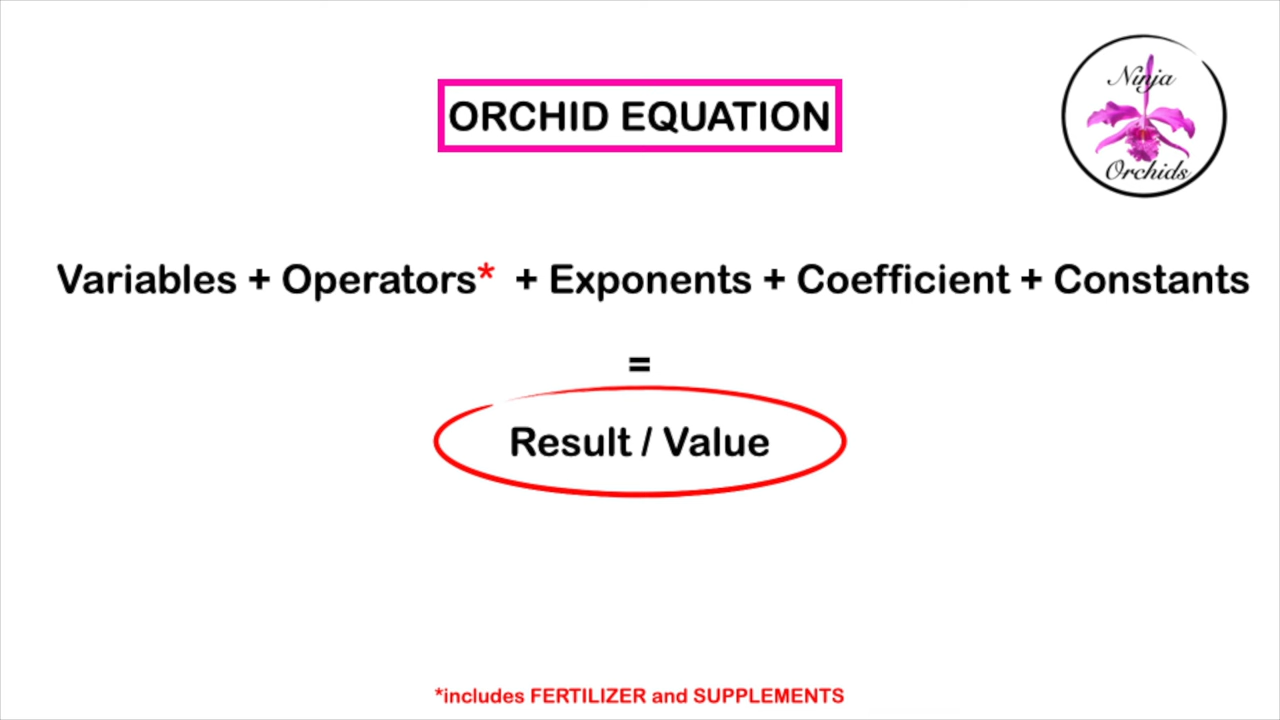 ORCHID EQUATION
Ninja
Orchids
Variables + Operators* + Exponents + Coefficient + Constants
=
Result / Value
*includes FERTILIZER and SUPPLEMENTS